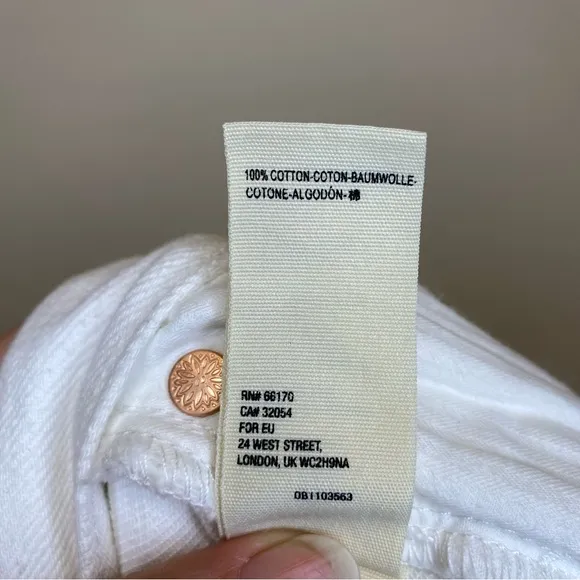 100% COTTON-COTON-BAUMWOLLE-
COTONE-ALGODÓN-棉
RN# 66170
CA# 32054
FOR EU
24 WEST STREET,
LONDON, UK WC2H9NA
OB1103563